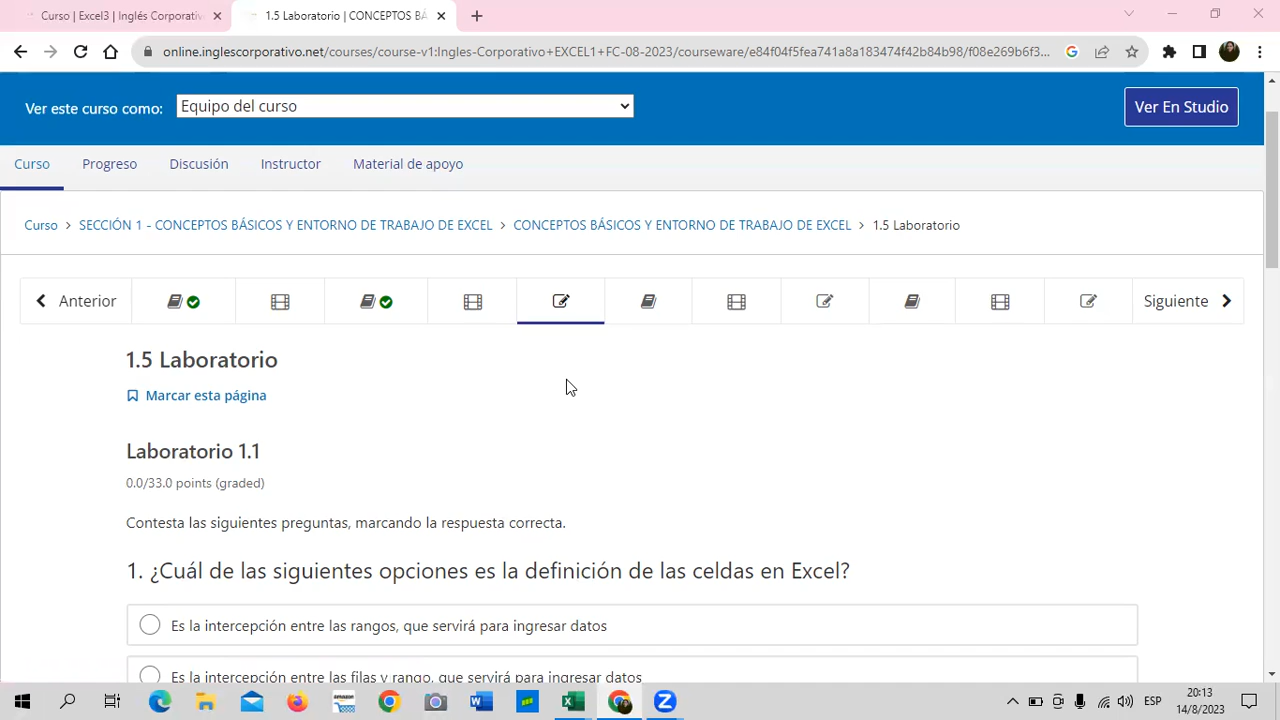 Curso | Excel3 | Inglés Corporativ
1.5 Laboratorio | CONCEPTOS BÁ
online.inglescorporativo.net/courses/course-v1:Ingles-Corporativo+EXCEL1+FC-08-2023/courseware/e84f04f5fea741a8a183474f42b84b98/f08e269b6f3...
Ver este curso como:
Equipo del curso
Ver En Studio
Curso
Progreso
Discusión
Instructor
Material de apoyo
Curso > SECCIÓN 1 - CONCEPTOS BÁSICOS Y ENTORNO DE TRABAJO DE EXCEL > CONCEPTOS BÁSICOS Y ENTORNO DE TRABAJO DE EXCEL > 1.5 Laboratorio
Anterior
Siguiente
1.5 Laboratorio
Marcar esta página
Laboratorio 1.1
0.0/33.0 points (graded)
Contesta las siguientes preguntas, marcando la respuesta correcta.
1. ¿Cuál de las siguientes opciones es la definición de las celdas en Excel?
Es la intercepción entre las rangos, que servirá para ingresar datos
Es la intercepción entre las filas y rango, que servirá para ingresar datos
ESP
20:13
14/8/2023